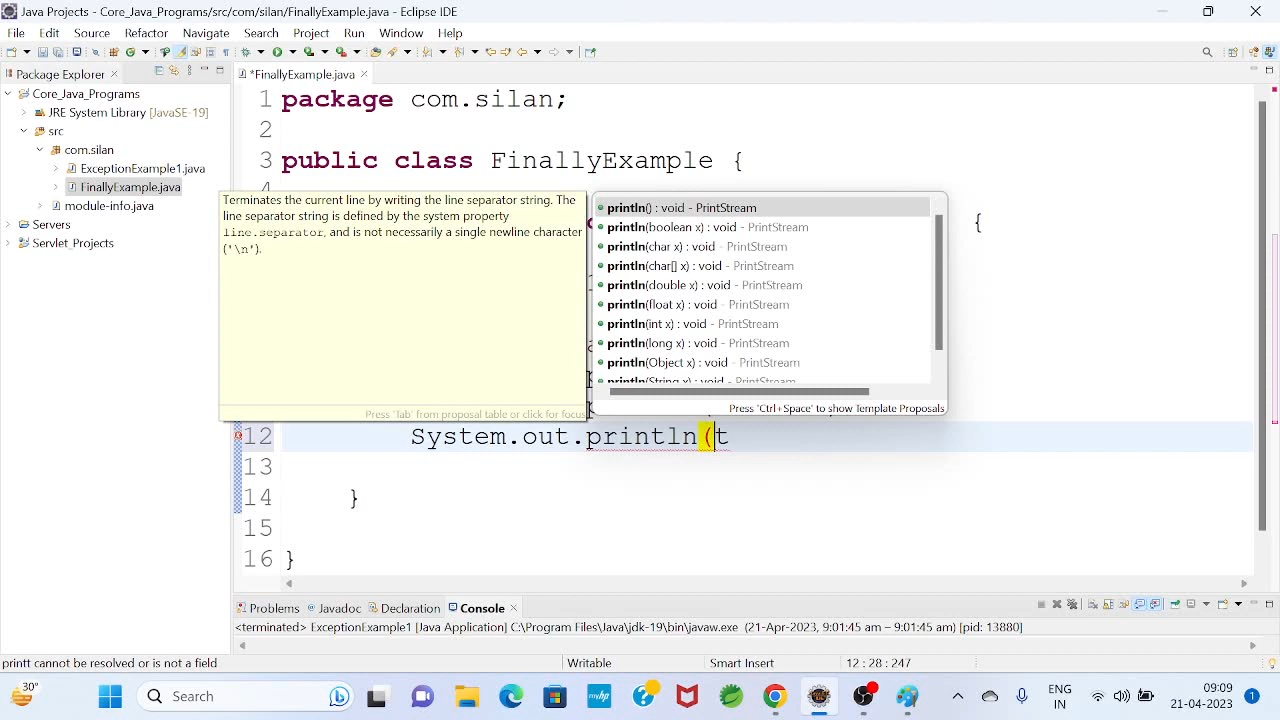 Java Projects - Core_Java_Programs/src/com/silan/FinallyExample.java - Eclipse IDE
File Edit Source Refactor Navigate Search Project Run Window Help
Package Explorer
*FinallyExample.java
Core_Java_Programs
JRE System Library [JavaSE-19]
src
com.silan
ExceptionExample1.java
FinallyExample.java
module-info.java
Servers
Servlet_Projects
1 package com.silan;
2
3 public class FinallyExample {
{
Terminates the current line by writing the line separator string. The
line separator string is defined by the system property
line.separator, and is not necessarily a single newline character
('\n').
Press 'Tab' from proposal table or click for focus
println() : void - PrintStream
println(boolean x) : void - PrintStream
println(char x) : void - PrintStream
println(char[] x) : void - PrintStream
println(double x) : void - PrintStream
println(float x) : void - PrintStream
println(int x) : void - PrintStream
println(long x) : void - PrintStream
println(Object x) : void - PrintStream
println(String x) : void - PrintStream
Press 'Ctrl+Space' to show Template Proposals
12 System.out.println(t
13
14 }
15
16 }
Problems Javadoc Declaration Console
<terminated> ExceptionExample1 [Java Application] C:\Program Files\Java\jdk-19\bin\javaw.exe (21-Apr-2023, 9:01:45 am – 9:01:45 am) [pid: 13880]
printt cannot be resolved or is not a field
Writable
Smart Insert
12 : 28 : 247
30°
Search
ENG
IN
09:09
21-04-2023
1